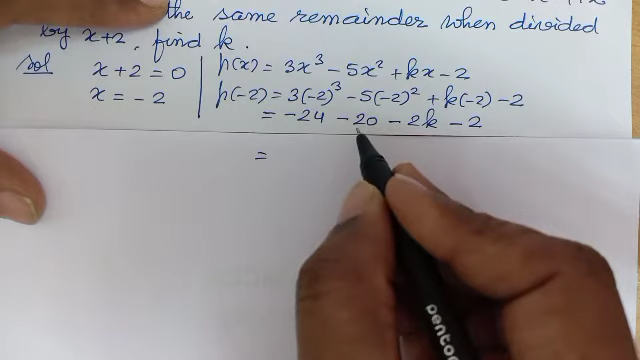 the same remainder when divided
by x+2, find k.
Sol
x+2=0
x = -2
p(x) = 3x³ - 5x² + kx - 2
p(-2) = 3(-2)³ - 5(-2)² + k(-2) - 2
= -24 - 20 - 2k - 2
=
pentoo